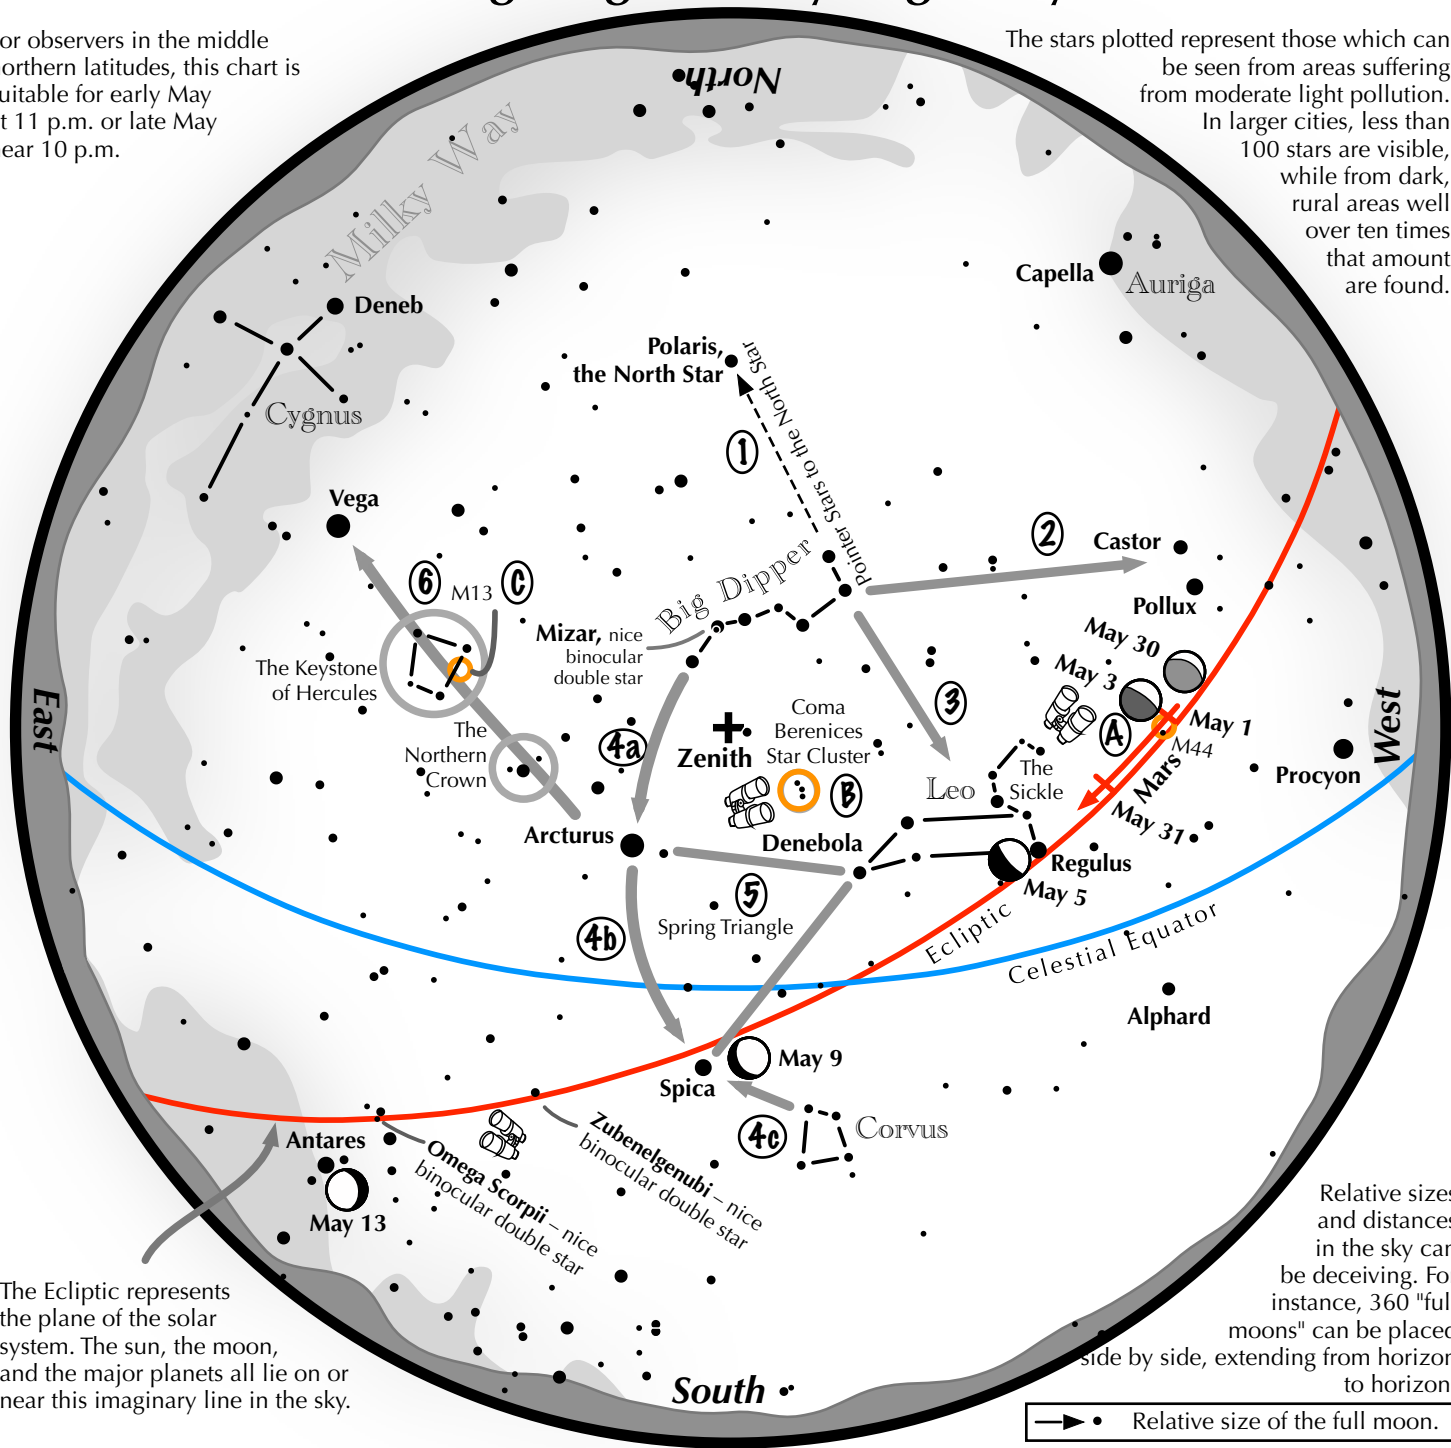 or observers in the middle
northern latitudes, this chart is
uitable for early May
t 11 p.m. or late May
near 10 p.m.
The stars plotted represent those which can
be seen from areas suffering
from moderate light pollution.
In larger cities, less than
100 stars are visible,
while from dark,
rural areas well
over ten times
that amount
are found.
North
Milky Way
Capella
Auriga
Deneb
Cygnus
Polaris,
the North Star
Pointer Stars to the North Star
1
Vega
2
Castor
Pollux
6
M13
C
Big Dipper
Mizar, nice
binocular
double star
The Keystone
of Hercules
May 30
May 3
May 1
A
M44
Mars
May 31
3
East
West
The
Northern
Crown
4a
Zenith
Coma
Berenices
Star Cluster
B
Leo
The
Sickle
Procyon
Arcturus
Denebola
Regulus
May 5
5
Spring Triangle
4b
Ecliptic
Celestial Equator
Alphard
Spica
May 9
4c
Corvus
Antares
May 13
Omega Scorpii – nice
binocular double star
Zubenelgenubi – nice
binocular double star
The Ecliptic represents
the plane of the solar
system. The sun, the moon,
and the major planets all lie on or
near this imaginary line in the sky.
South
Relative sizes
and distances
in the sky can
be deceiving. For
instance, 360 "full
moons" can be placed
side by side, extending from horizon
to horizon
Relative size of the full moon.